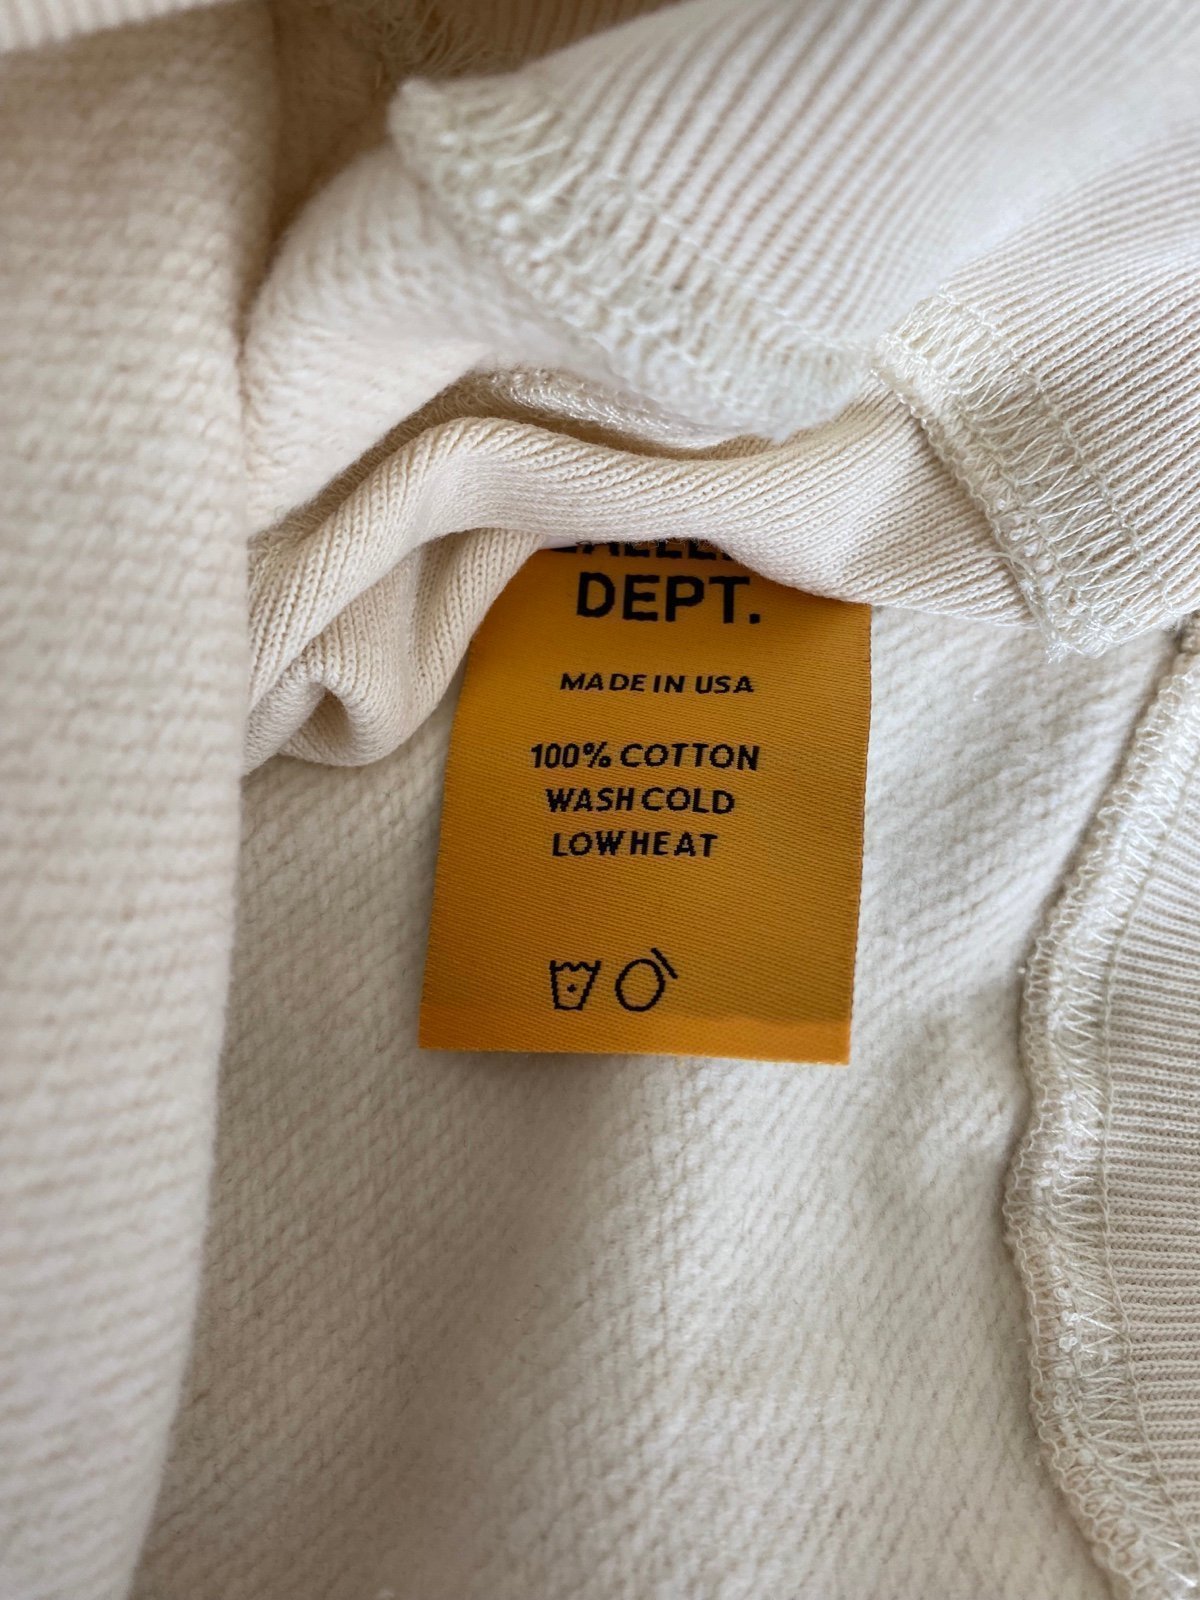 DEPT.
MADE IN USA
100% COTTON
WASH COLD
LOW HEAT